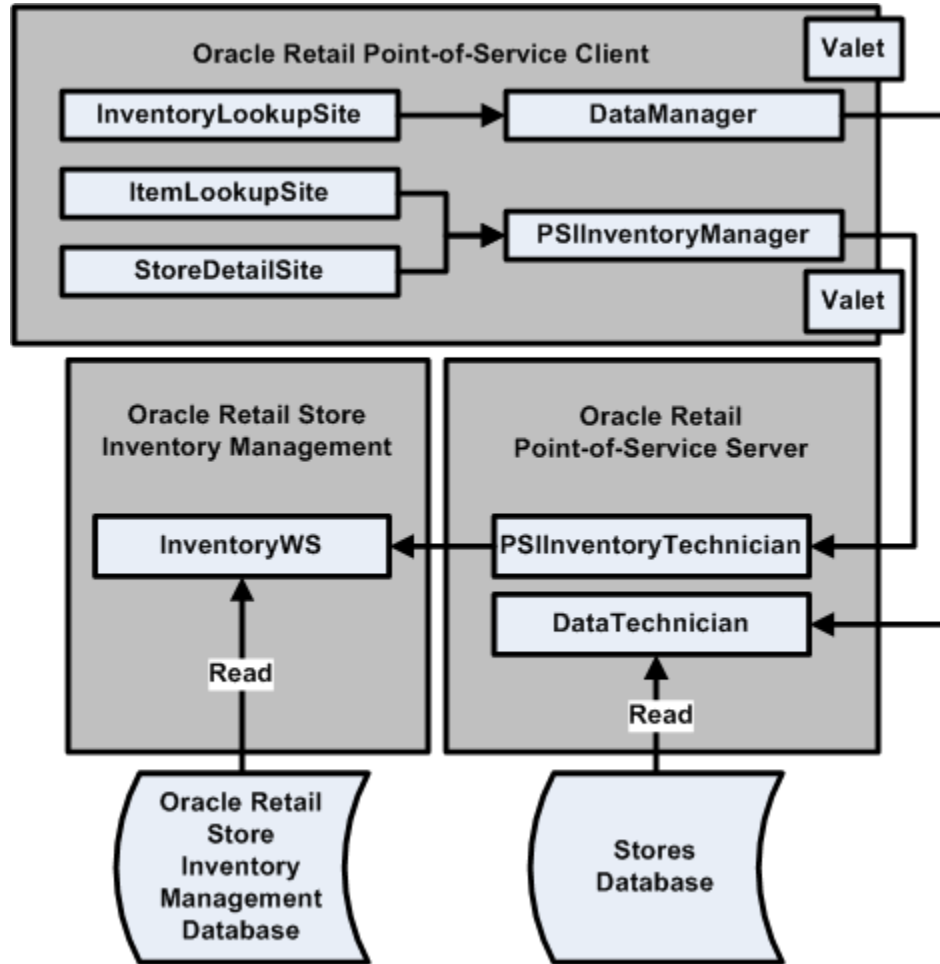 Oracle Retail Point-of-Service Client
Valet
InventoryLookupSite
DataManager
ItemLookupSite
PSIInventoryManager
StoreDetailSite
Valet
Oracle Retail Store
Inventory Management
Oracle Retail
Point-of-Service Server
InventoryWS
PSIInventoryTechnician
DataTechnician
Read
Read
Oracle Retail
Store
Inventory
Management
Database
Stores
Database